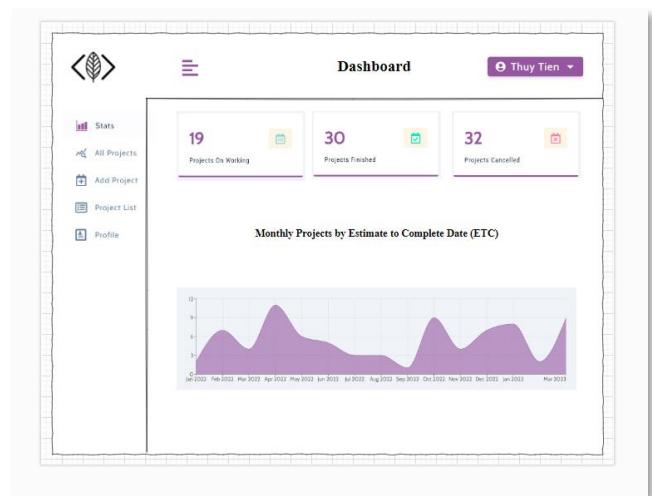 Dashboard
Thuy Tien
Stats
All Projects
Add Project
Project List
Profile
19
Projects On Working
30
Projects Finished
32
Projects Cancelled
Monthly Projects by Estimate to Complete Date (ETC)
12
9
6
3
0
Jan 2022 Feb 2022 Mar 2022 Apr 2022 May 2022 Jun 2022 Jul 2022 Aug 2022 Sep 2022 Oct 2022 Nov 2022 Dec 2022 Jan 2023 Mar 2023